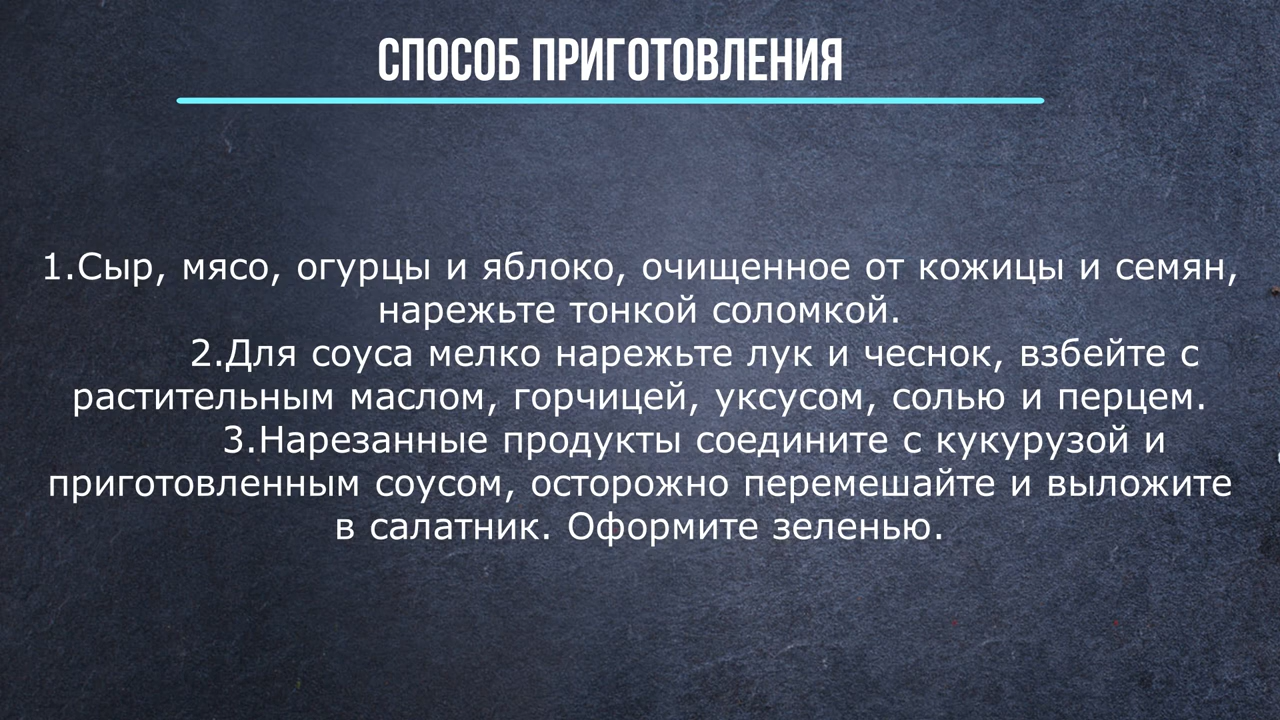 СПОСОБ ПРИГОТОВЛЕНИЯ
1.Сыр, мясо, огурцы и яблоко, очищенное от кожицы и семян,
нарежьте тонкой соломкой.
2.Для соуса мелко нарежьте лук и чеснок, взбейте с
растительным маслом, горчицей, уксусом, солью и перцем.
3.Нарезанные продукты соедините с кукурузой и
приготовленным соусом, осторожно перемешайте и выложите
в салатник. Оформите зеленью.